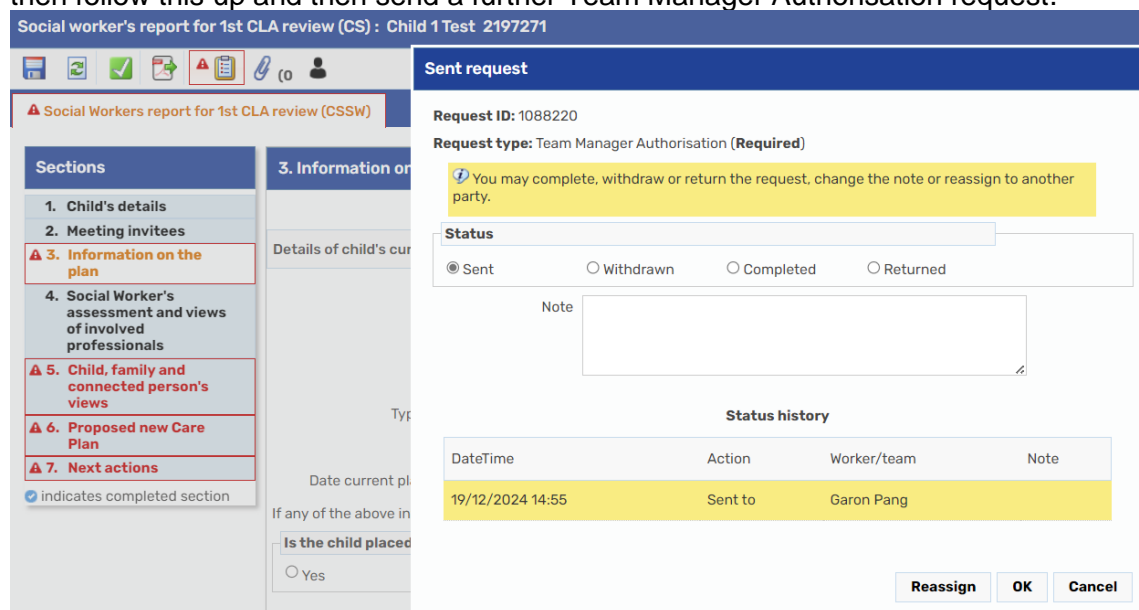 then follow this up and then send a further Team Manager Authorisation request.
Social worker's report for 1st CLA review (CS) : Child 1 Test 2197271
(0
Social Workers report for 1st CLA review (CSSW)
Sections
1. Child's details
2. Meeting invitees
3. Information on the
plan
4. Social Worker's
assessment and views
of involved
professionals
5. Child, family and
connected person's
views
6. Proposed new Care
Plan
7. Next actions
indicates completed section
3. Information on
Details of child's cur
Typ
Date current pl
If any of the above in
Is the child placed
Yes
Sent request
Request ID: 1088220
Request type: Team Manager Authorisation (Required)
You may complete, withdraw or return the request, change the note or reassign to another
party.
Status
Sent Withdrawn Completed Returned
Note
Status history
DateTime Action Worker/team Note
19/12/2024 14:55 Sent to Garon Pang
Reassign OK Cancel